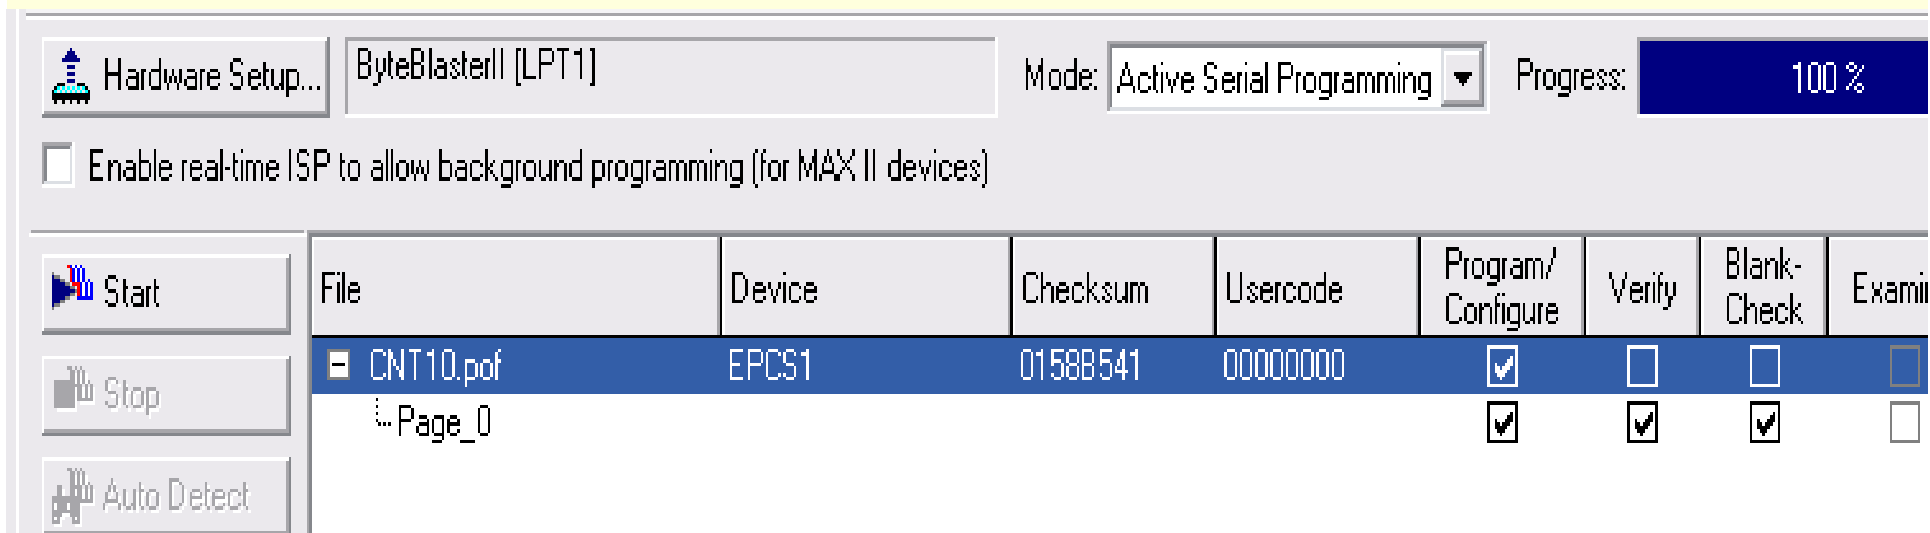 Hardware Setup... ByteBlasterII [LPT1] Mode: Active Serial Programming Progress: 100 %
Enable real-time ISP to allow background programming (for MAX II devices)
Start
Stop
Auto Detect
File Device Checksum Usercode Program/ Configure Verify Blank- Check
CNT10.pof EPCS1 0158B541 00000000
Page_0